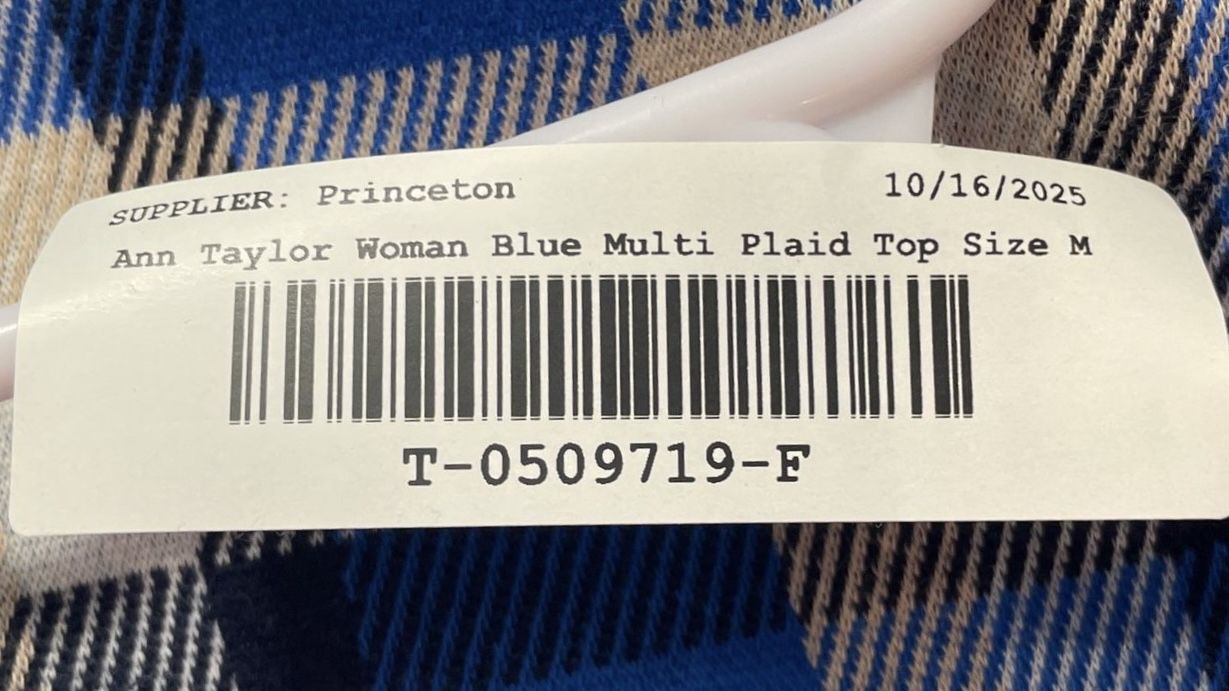 SUPPLIER: Princeton 10/16/2025
Ann Taylor Woman Blue Multi Plaid Top Size M
T-0509719-F